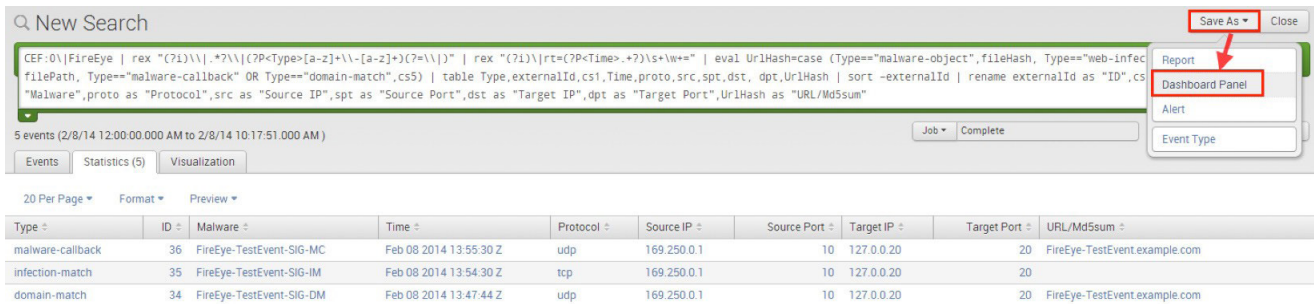 New Search
Save As
Close
CEF:0\|FireEye | rex "(?i)\\|.*?\\|(?P<Type>[a-z]+\\-[a-z]+)(?=\\|)" | rex "(?i)\|rt=(?P<Time>.+?)\s+\w+=" | eval UrlHash=case (Type=="malware-object",fileHash, Type=="web-infec
filePath, Type=="malware-callback" OR Type=="domain-match",cs5) | table Type,externalId,cs1,Time,proto,src,spt,dst, dpt,UrlHash | sort -externalId | rename externalId as "ID",cs
"Malware",proto as "Protocol",src as "Source IP",spt as "Source Port",dst as "Target IP",dpt as "Target Port",UrlHash as "URL/Md5sum"
Report
Dashboard Panel
Alert
Event Type
5 events (2/8/14 12:00:00.000 AM to 2/8/14 10:17:51.000 AM )
Job Complete
Events Statistics (5) Visualization
20 Per Page Format Preview
Type ID Malware Time Protocol Source IP Source Port Target IP Target Port URL/Md5sum
malware-callback 36 FireEye-TestEvent-SIG-MC Feb 08 2014 13:55:30 Z udp 169.250.0.1 10 127.0.0.20 20 FireEye-TestEvent.example.com
infection-match 35 FireEye-TestEvent-SIG-IM Feb 08 2014 13:54:30 Z tcp 169.250.0.1 10 127.0.0.20 20
domain-match 34 FireEye-TestEvent-SIG-DM Feb 08 2014 13:47:44 Z udp 169.250.0.1 10 127.0.0.20 20 FireEye-TestEvent.example.com